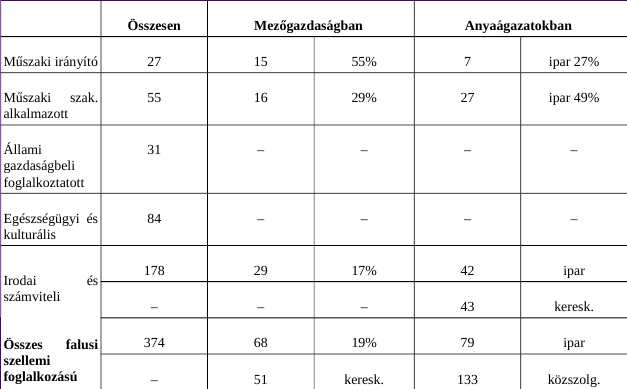 Összesen Mezőgazdaságban Anyaágazatokban
Műszaki irányító 27 15 55% 7 ipar 27%
Műszaki szak. 55 16 29% 27 ipar 49%
alkalmazott
Állami 31 – – – –
gazdaságbeli
foglalkoztatott
Egészségügyi és 84 – – – –
kulturális
Irodai és 178 29 17% 42 ipar
számviteli
– – – 43 keresk.
Összes falusi 374 68 19% 79 ipar
szellemi
foglalkozású – 51 keresk. 133 közszolg.